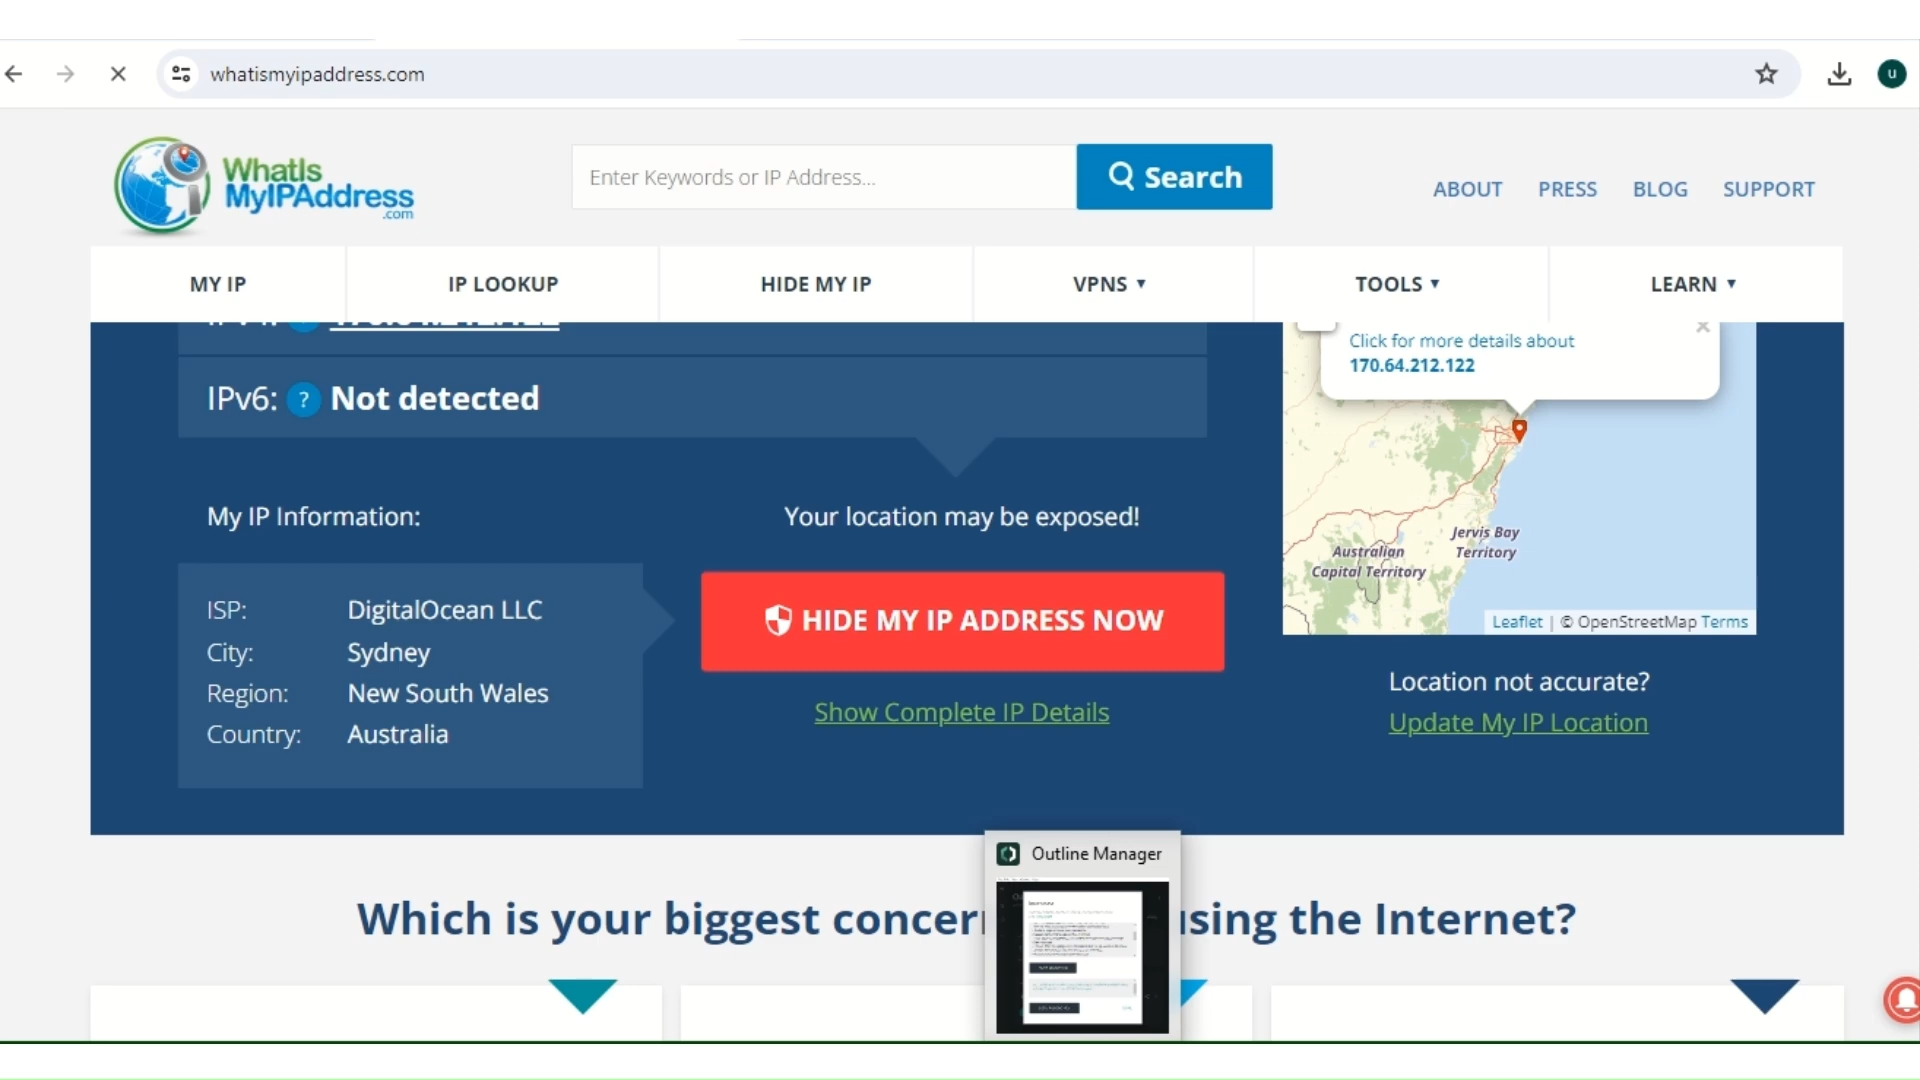 whatismyipaddress.com
u
WhatIs
MyIPAddress
.com
Enter Keywords or IP Address...
Search
ABOUT
PRESS
BLOG
SUPPORT
MY IP
IP LOOKUP
HIDE MY IP
VPNS
TOOLS
LEARN
Click for more details about
170.64.212.122
IPv6: ? Not detected
My IP Information:
Your location may be exposed!
Jervis Bay
Territory
Australian
Capital Territory
ISP: DigitalOcean LLC
City: Sydney
Region: New South Wales
Country: Australia
HIDE MY IP ADDRESS NOW
Show Complete IP Details
Leaflet | © OpenStreetMap Terms
Location not accurate?
Update My IP Location
Outline Manager
Which is your biggest concer
sing the Internet?